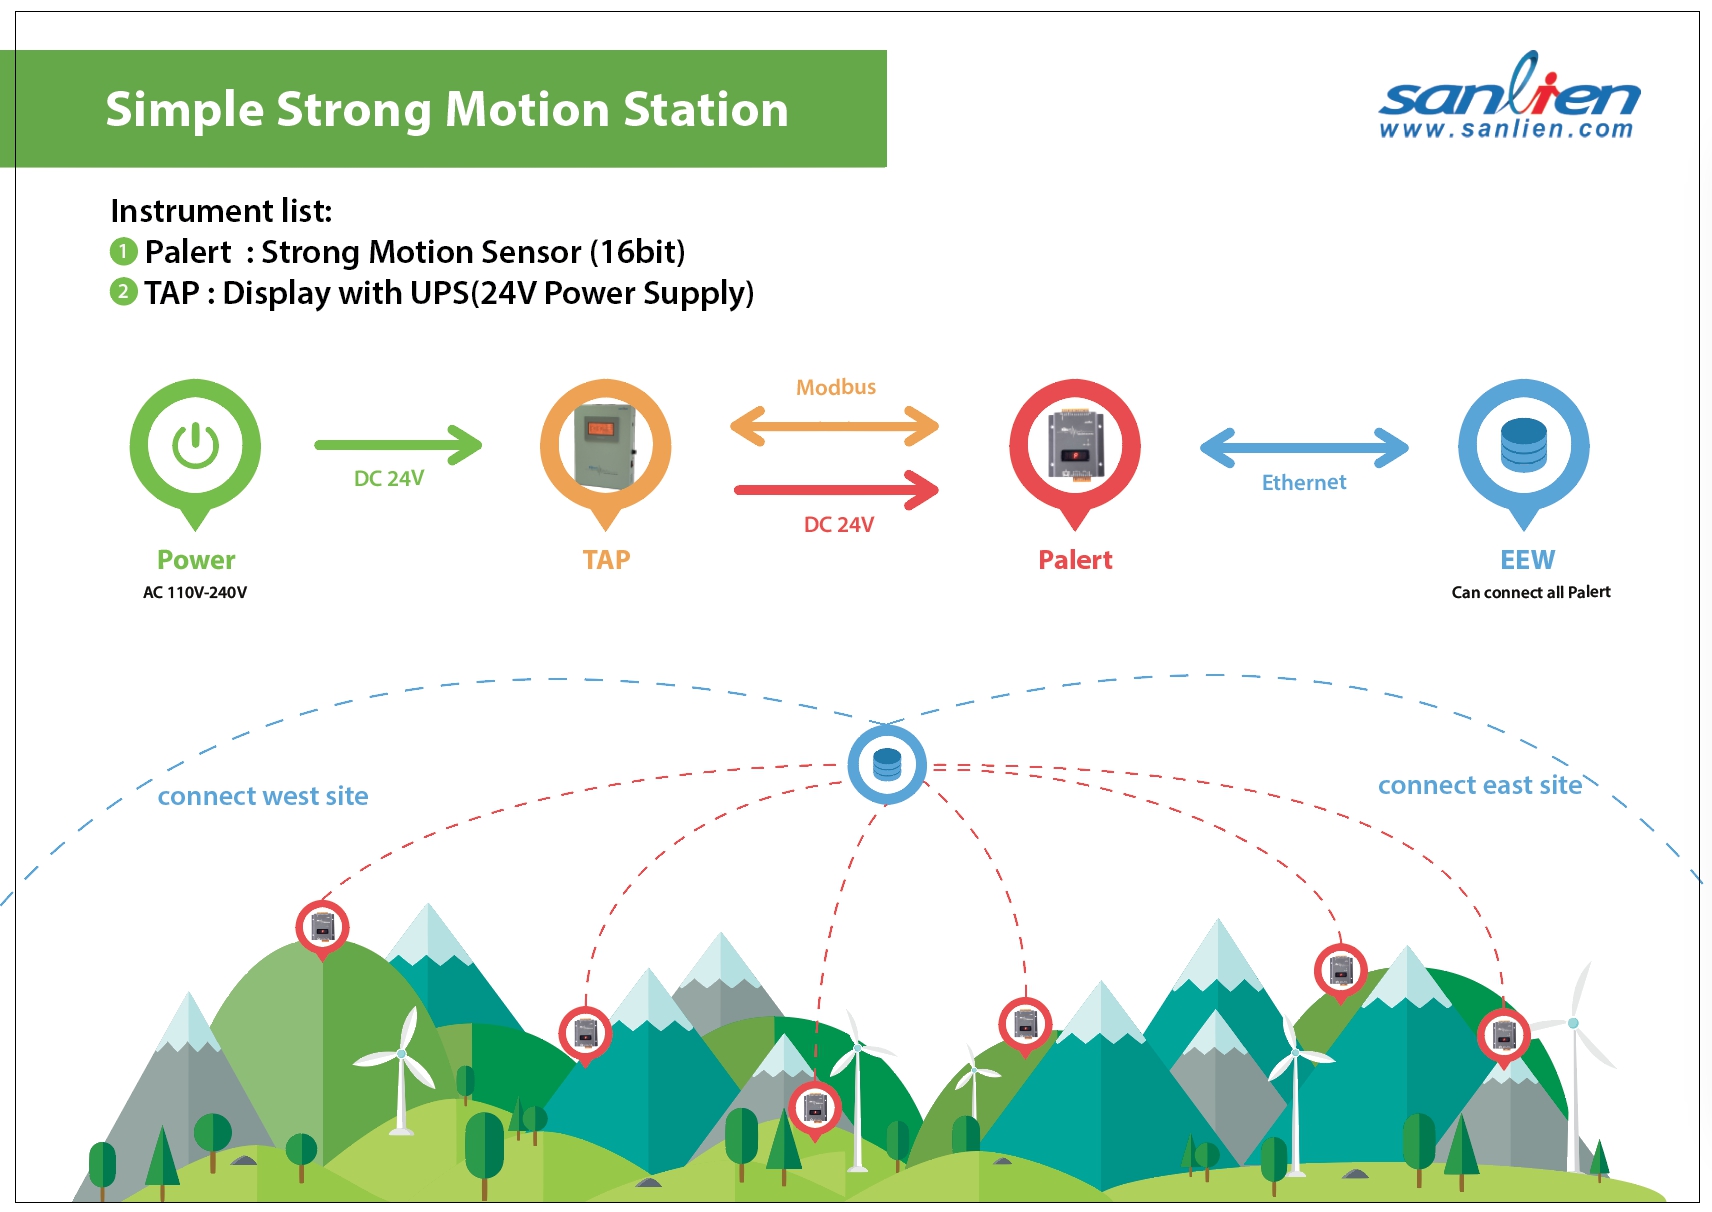 Simple Strong Motion Station
sanlien
www.sanlien.com
Instrument list:
1 Palert : Strong Motion Sensor (16bit)
2 TAP : Display with UPS(24V Power Supply)
Modbus
DC 24V
Ethernet
DC 24V
Power
TAP
Palert
EEW
AC 110V-240V
Can connect all Palert
connect west site
connect east site